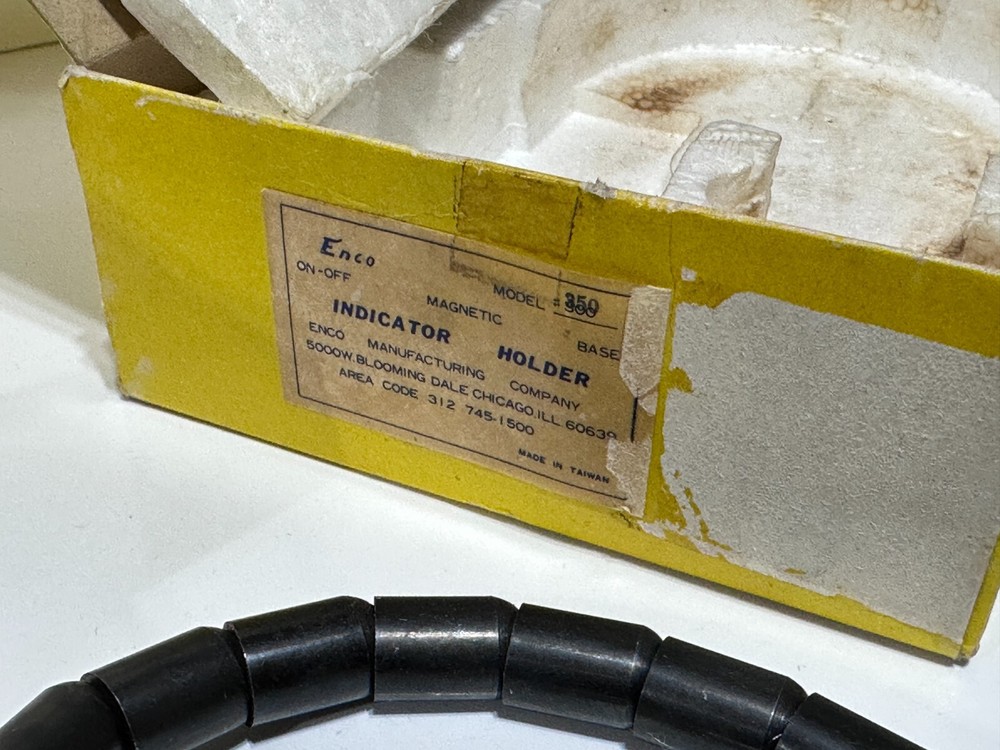 Enco
ON-OFF
MODEL # 350
MAGNETIC BASE
INDICATOR HOLDER
ENCO MANUFACTURING COMPANY
5000W. BLOOMING DALE CHICAGO. ILL 60639
AREA CODE 312 745-1500
MADE IN TAIWAN